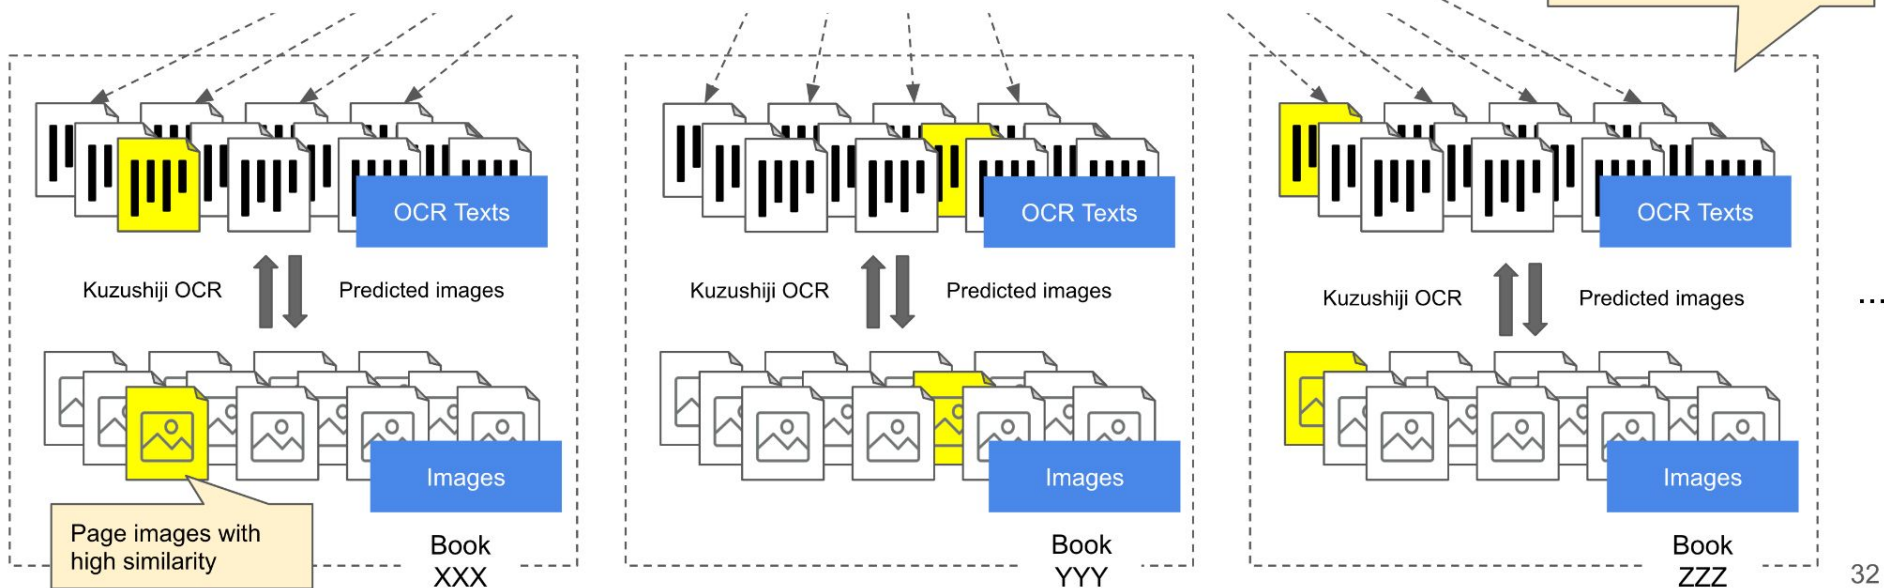 OCR Texts
Kuzushiji OCR
Predicted images
Images
Page images with
high similarity
Book
XXX
OCR Texts
Kuzushiji OCR
Predicted images
Images
Book
YYY
OCR Texts
Kuzushiji OCR
Predicted images
Images
Book
ZZZ
...
32